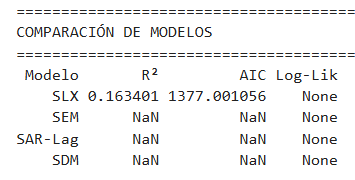 ========================================
COMPARACIÓN DE MODELOS
========================================
Modelo R² AIC Log-Lik
SLX 0.163401 1377.001056 None
SEM NaN NaN None
SAR-Lag NaN NaN None
SDM NaN NaN None